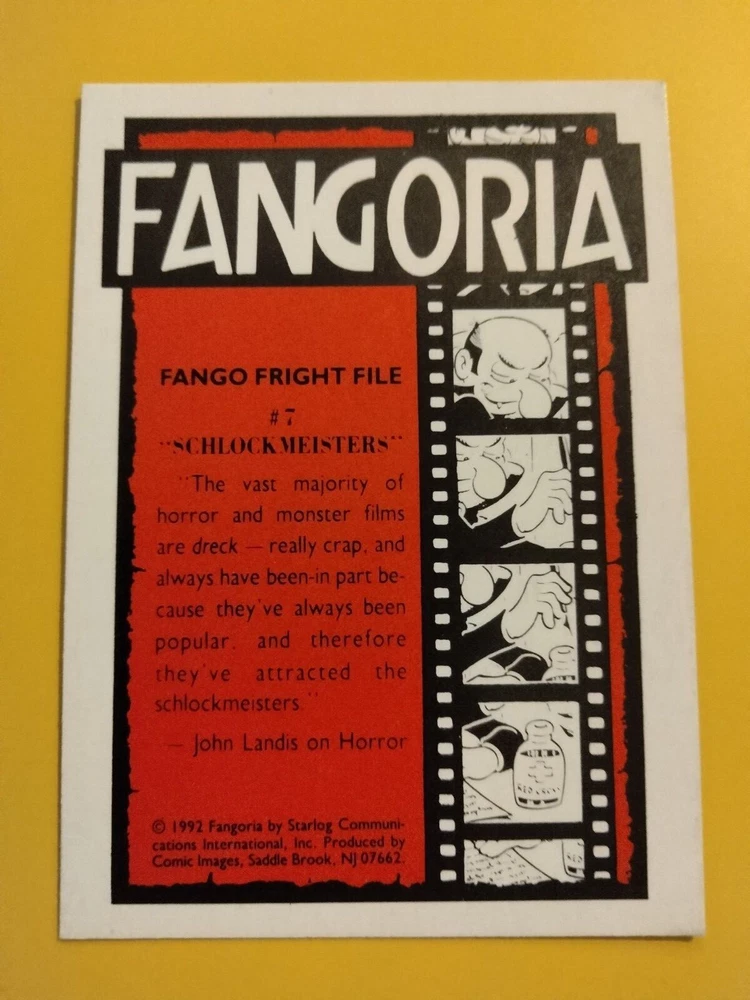 FANGORIA
FANGO FRIGHT FILE
# 7
"SCHLOCKMEISTERS"
"The vast majority of
horror and monster films
are dreck — really crap, and
always have been-in part be-
cause they've always been
popular, and therefore
they've attracted the
schlockmeisters."
— John Landis on Horror
© 1992 Fangoria by Starlog Communi-
cations International, Inc. Produced by
Comic Images, Saddle Brook, NJ 07662.